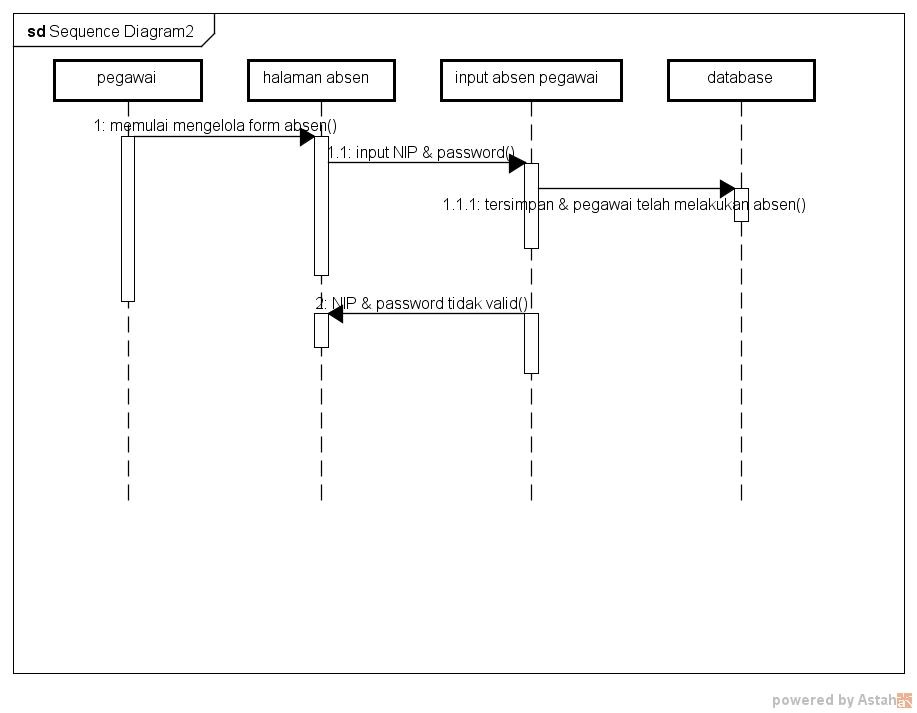 sd Sequence Diagram2
pegawai
halaman absen
input absen pegawai
database
1: memulai mengelola form absen()
1.1: input NIP & password()
1.1.1: tersimpan & pegawai telah melakukan absen()
2: NIP & password tidak valid()
powered by Astah